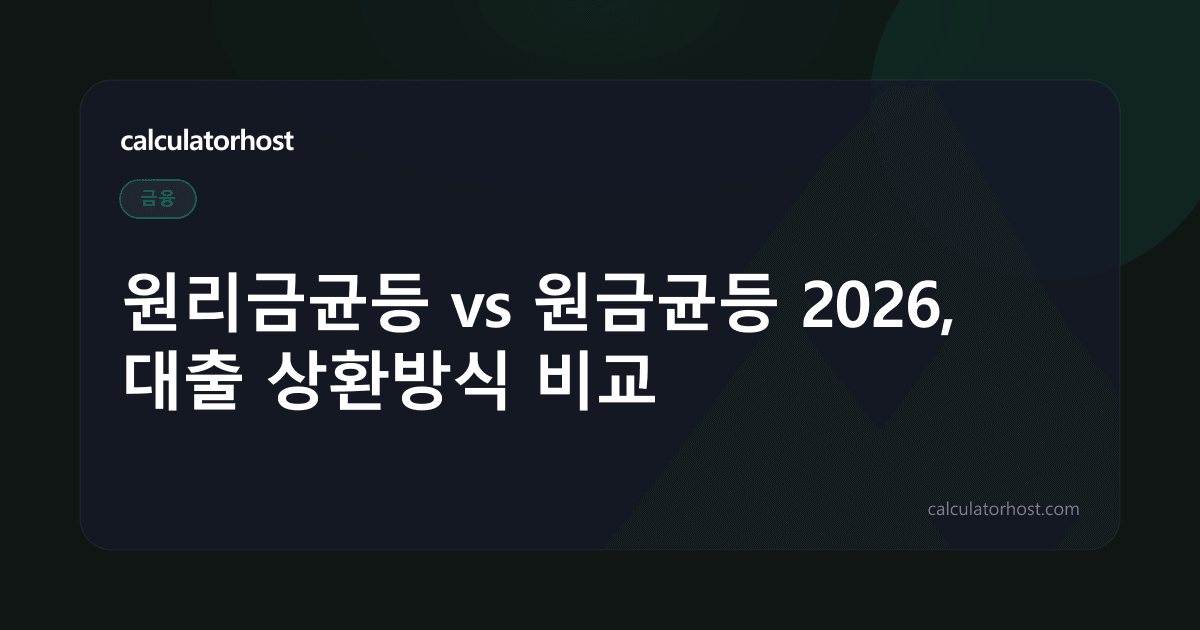 calculatorhost
금융
원리금균등 vs 원금균등 2026,
대출 상환방식 비교
calculatorhost.com